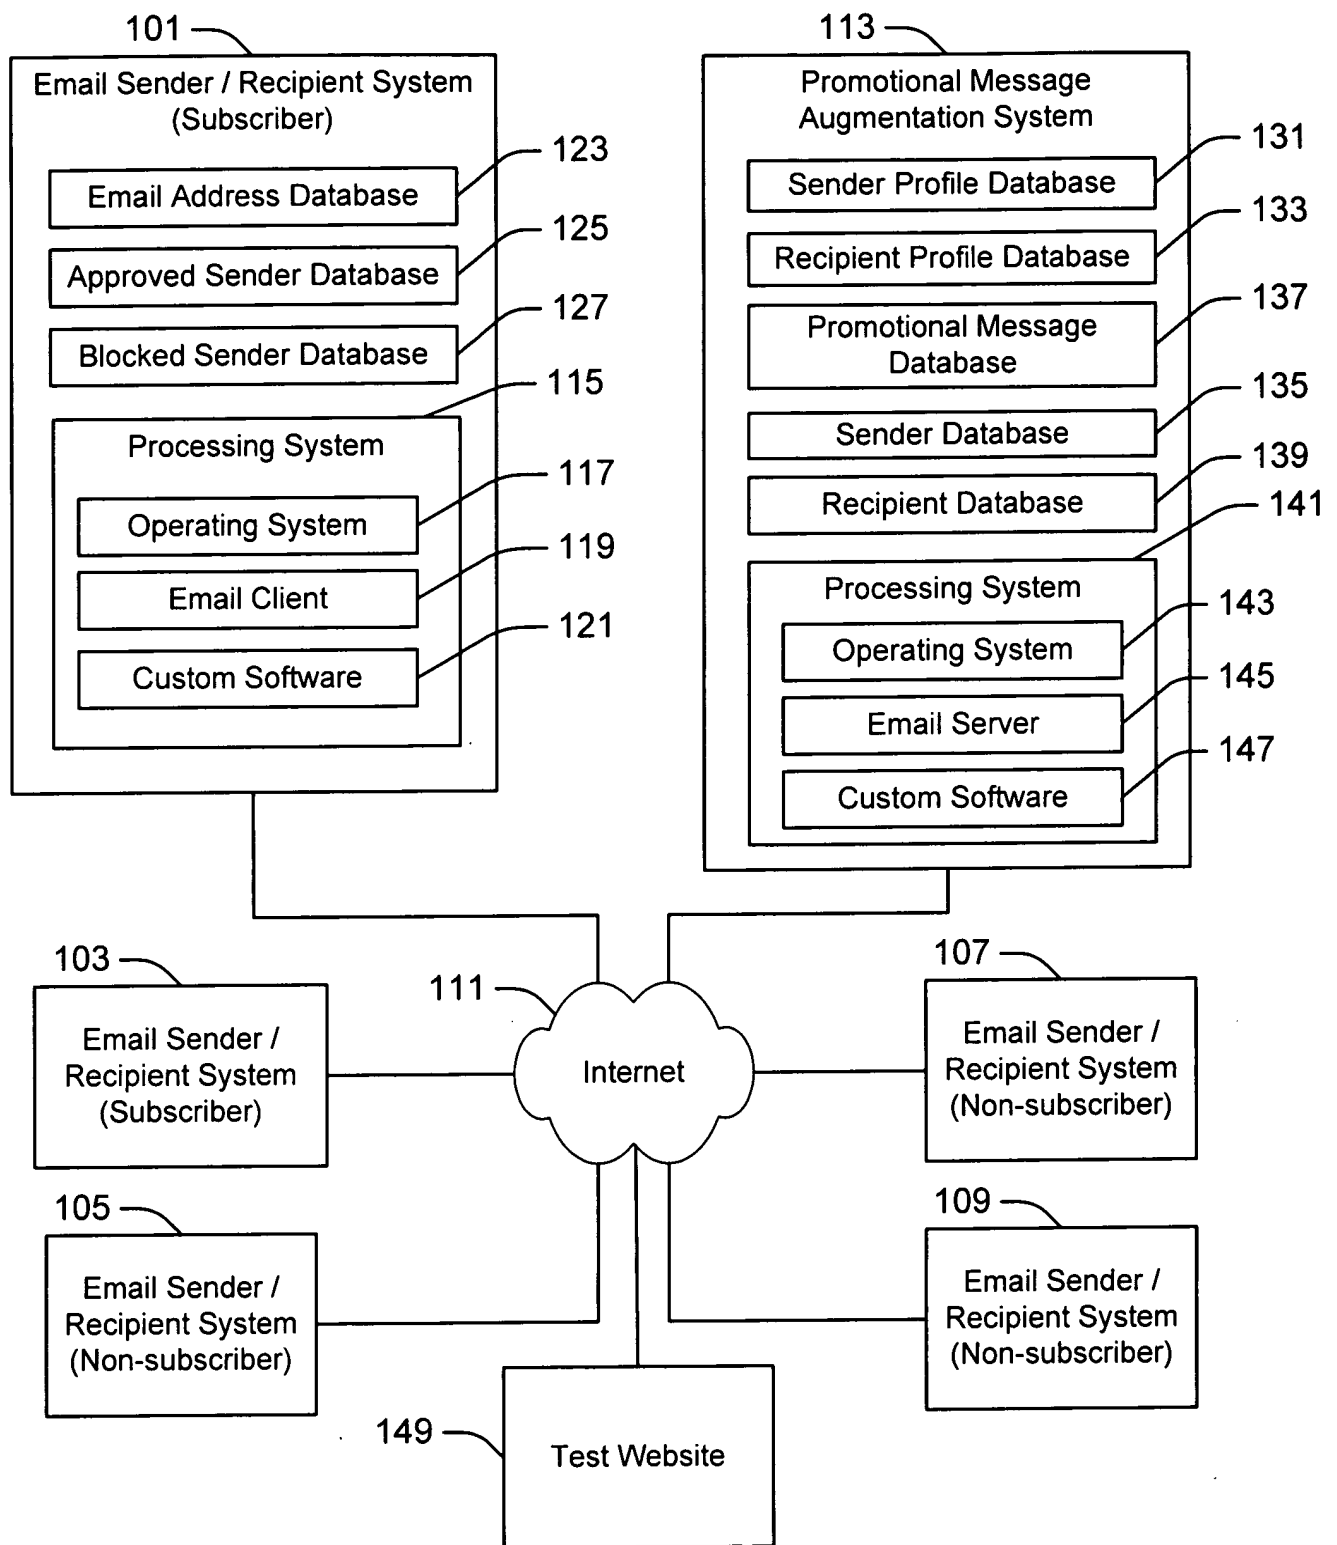 101
Email Sender / Recipient System
(Subscriber)
123
Email Address Database
125
Approved Sender Database
127
Blocked Sender Database
115
Processing System
117
Operating System
119
Email Client
121
Custom Software
113
Promotional Message
Augmentation System
131
Sender Profile Database
133
Recipient Profile Database
137
Promotional Message
Database
135
Sender Database
139
Recipient Database
141
Processing System
143
Operating System
145
Email Server
147
Custom Software
103
Email Sender /
Recipient System
(Subscriber)
111
Internet
107
Email Sender /
Recipient System
(Non-subscriber)
105
Email Sender /
Recipient System
(Non-subscriber)
109
Email Sender /
Recipient System
(Non-subscriber)
149
Test Website